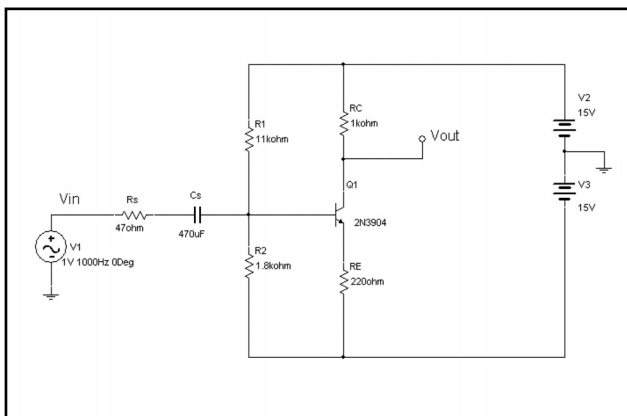 V2
15V
RC
1kohm
R1
11kohm
Vout
Q1
V3
15V
Vin
Rs
47ohm
Cs
470uF
2N3904
V1
1V 1000Hz 0Deg
R2
1.8kohm
RE
220ohm